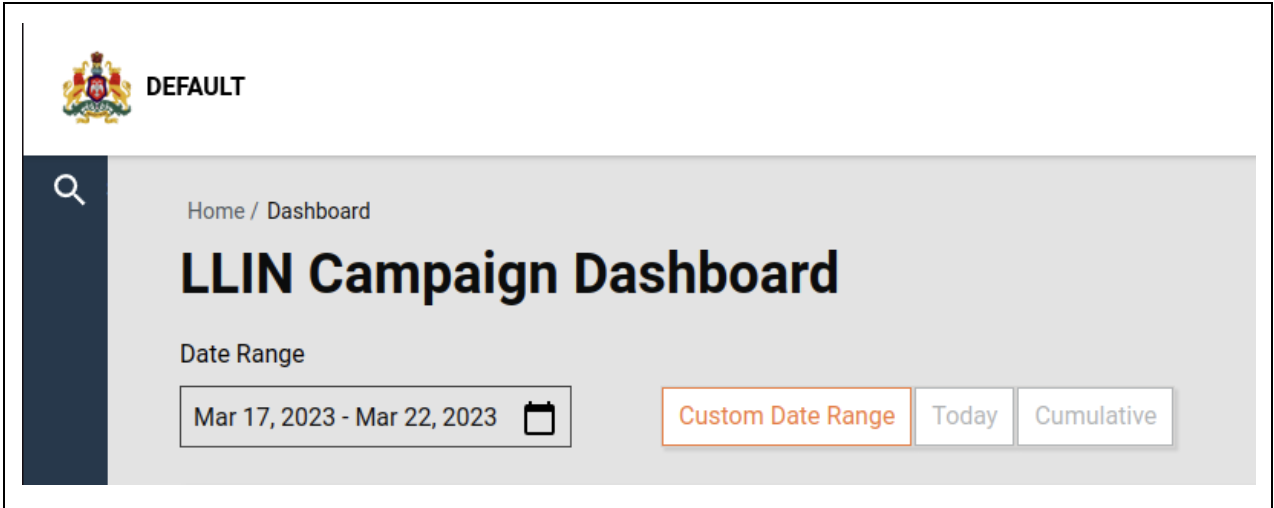 DEFAULT
Home / Dashboard
LLIN Campaign Dashboard
Date Range
Mar 17, 2023 - Mar 22, 2023
Custom Date Range Today Cumulative